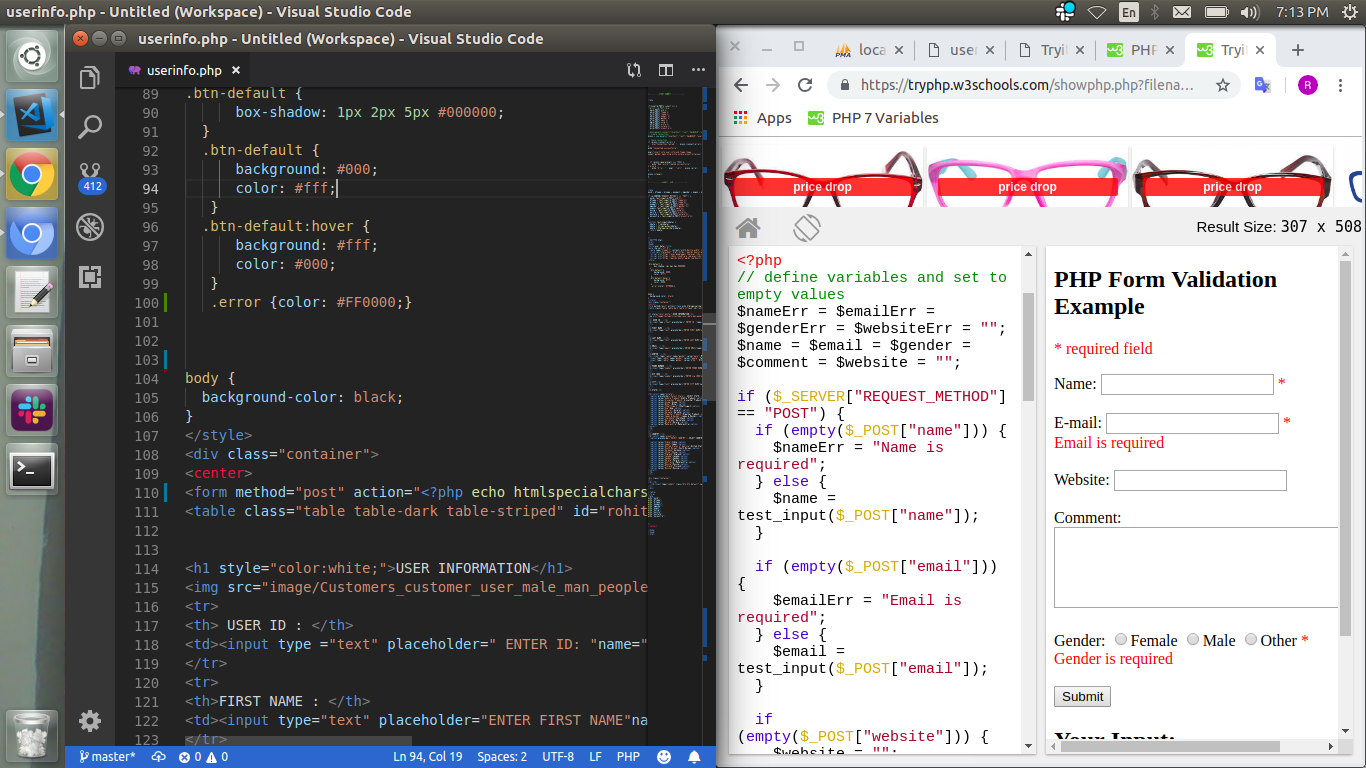 userinfo.php - Untitled (Workspace) - Visual Studio Code
En
7:13 PM
userinfo.php - Untitled (Workspace) - Visual Studio Code
userinfo.php
412
89 .btn-default {
90 box-shadow: 1px 2px 5px #000000;
91 }
92 .btn-default {
93 background: #000;
94 color: #fff;
95 }
96 .btn-default:hover {
97 background: #fff;
98 color: #000;
99 }
100 .error {color: #FF0000;}
101
102
103
104 body {
105 background-color: black;
106 }
107 </style>
108 <div class="container">
109 <center>
110 <form method="post" action="<?php echo htmlspecialchars
111 <table class="table table-dark table-striped" id="rohit
112
113
114 <h1 style="color:white;">USER INFORMATION</h1>
115 <img src="image/Customers_customer_user_male_man_people
116 <tr>
117 <th> USER ID : </th>
118 <td><input type ="text" placeholder=" ENTER ID: "name="
119 </tr>
120 <tr>
121 <th>FIRST NAME : </th>
122 <td><input type="text" placeholder="ENTER FIRST NAME"na
123 </tr>
master*
0
0
Ln 94, Col 19
Spaces: 2
UTF-8
LF
PHP
loca
user
Tryi
PHP
Tryi
https://tryphp.w3schools.com/showphp.php?filena...
R
Apps
PHP 7 Variables
price drop
price drop
price drop
Result Size: 307 x 508
<?php
// define variables and set to
empty values
$nameErr = $emailErr =
$genderErr = $websiteErr = "";
$name = $email = $gender =
$comment = $website = "";
if ($_SERVER["REQUEST_METHOD"]
== "POST") {
if (empty($_POST["name"])) {
$nameErr = "Name is
required";
} else {
$name =
test_input($_POST["name"]);
}
if (empty($_POST["email"]))
{
$emailErr = "Email is
required";
} else {
$email =
test_input($_POST["email"]);
}
if
(empty($_POST["website"])) {
$website = "";
PHP Form Validation
Example
* required field
Name: *
E-mail: *
Email is required
Website:
Comment:
Gender: Female Male Other *
Gender is required
Submit
Your Input: